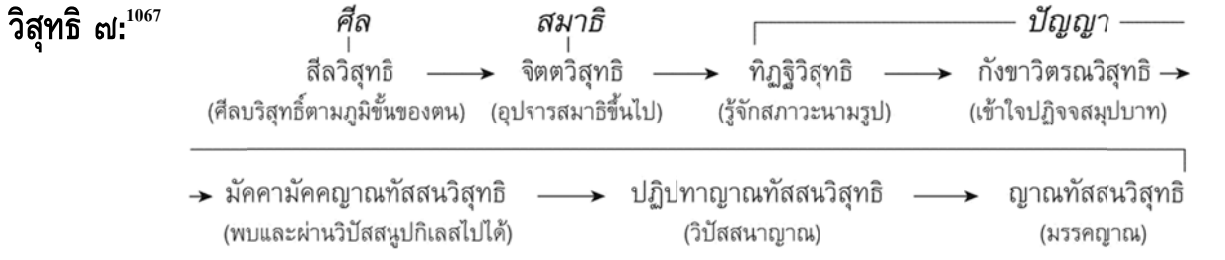 วิสุทธิ ๗:1067
ศีล สมาธิ ปัญญา
สีลวิสุทธิ → จิตตวิสุทธิ → ทิฏฐิวิสุทธิ → กังขาวิตรณวิสุทธิ →
(ศีลบริสุทธิ์ตามภูมิขั้นของตน) (อุปจารสมาธิขึ้นไป) (รู้จักสภาวะนามรูป) (เข้าใจปฏิจจสมุปบาท)
→ มัคคามัคคญาณทัสสนวิสุทธิ → ปฏิปทาญาณทัสสนวิสุทธิ → ญาณทัสสนวิสุทธิ
(พบและผ่านวิปัสสนูปกิเลสไปได้) (วิปัสสนาญาณ) (มรรคญาณ)